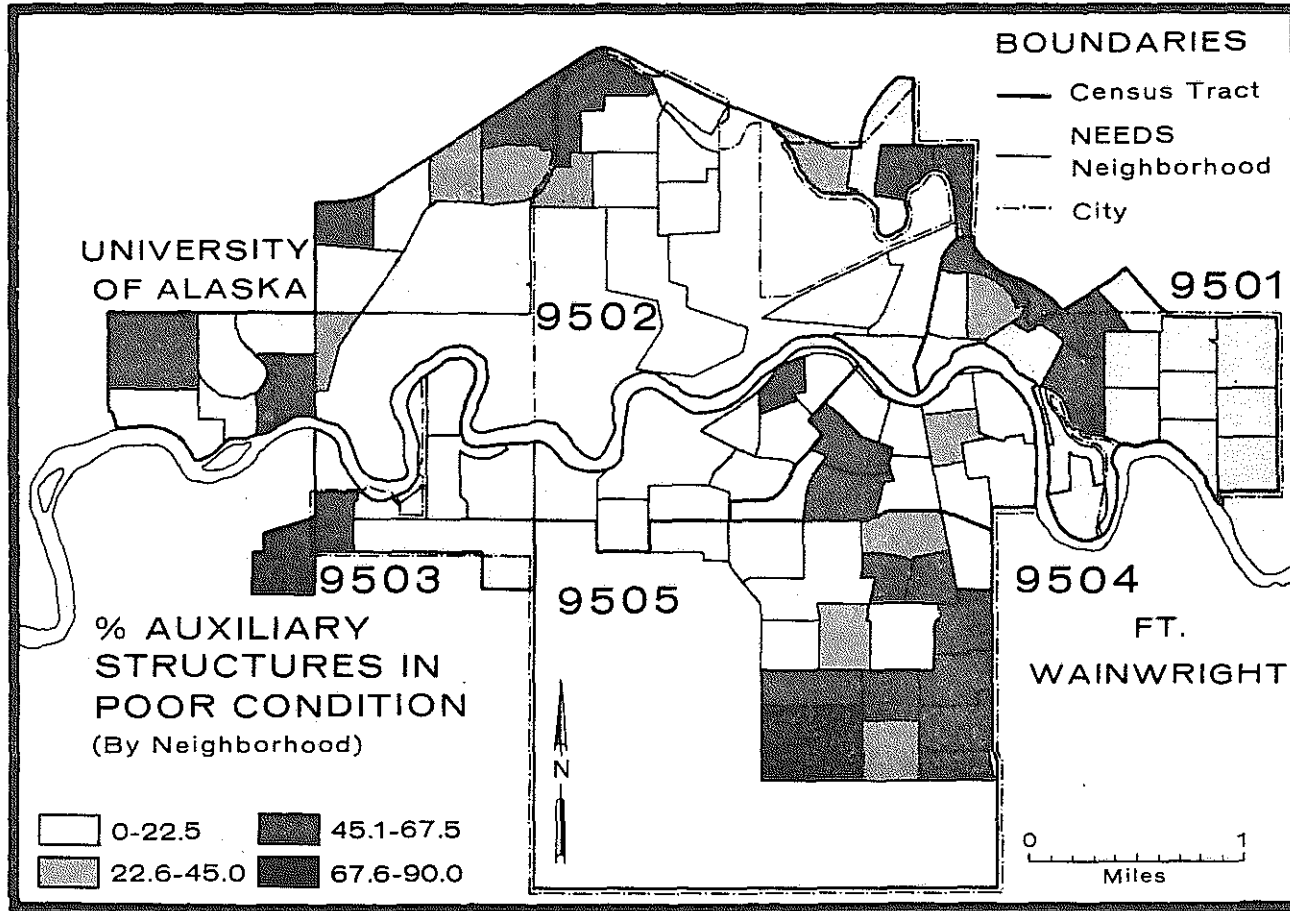 BOUNDARIES
Census Tract
NEEDS
Neighborhood
City
UNIVERSITY
OF ALASKA
9501
9502
9503
9504
9505
FT.
WAINWRIGHT
% AUXILIARY
STRUCTURES IN
POOR CONDITION
(By Neighborhood)
N
0-22.5
45.1-67.5
22.6-45.0
67.6-90.0
0 1
Miles